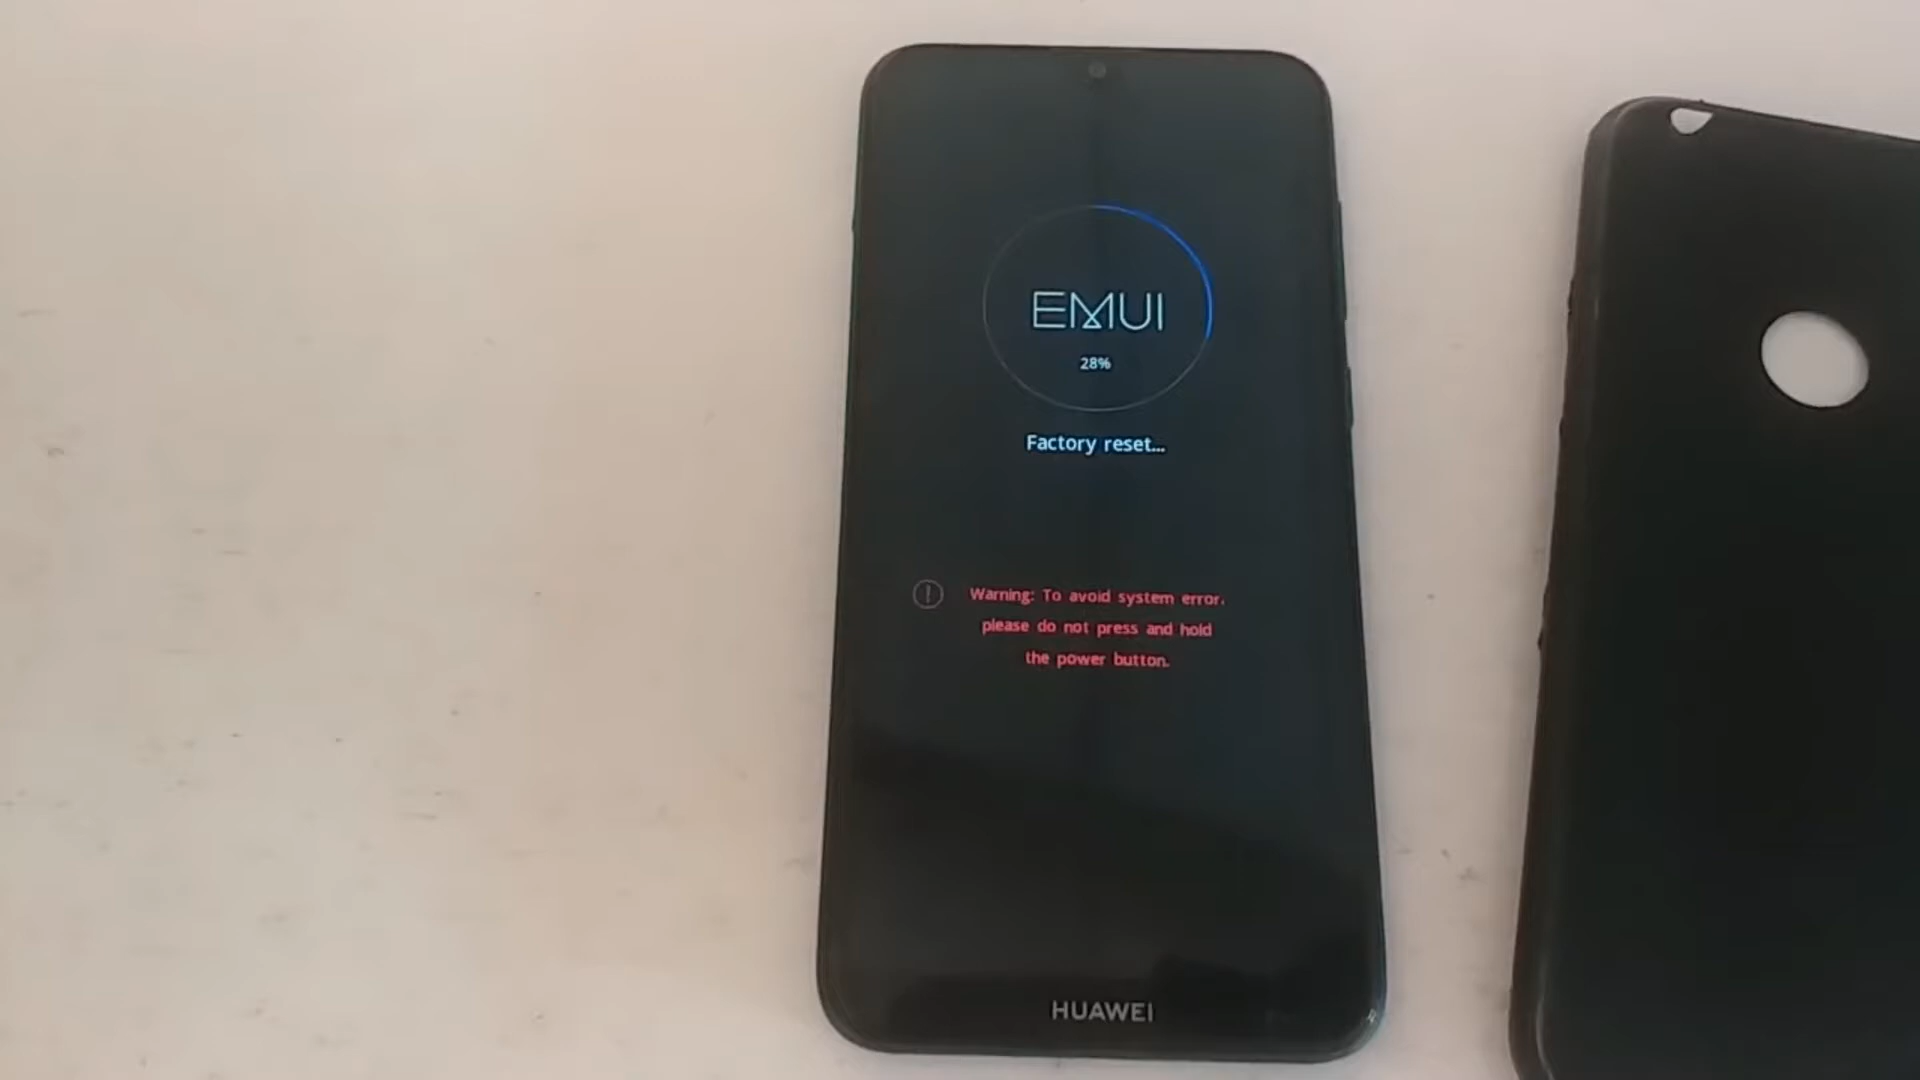 EMUI
28%
Factory reset...
Warning: To avoid system error,
please do not press and hold
the power button.
HUAWEI